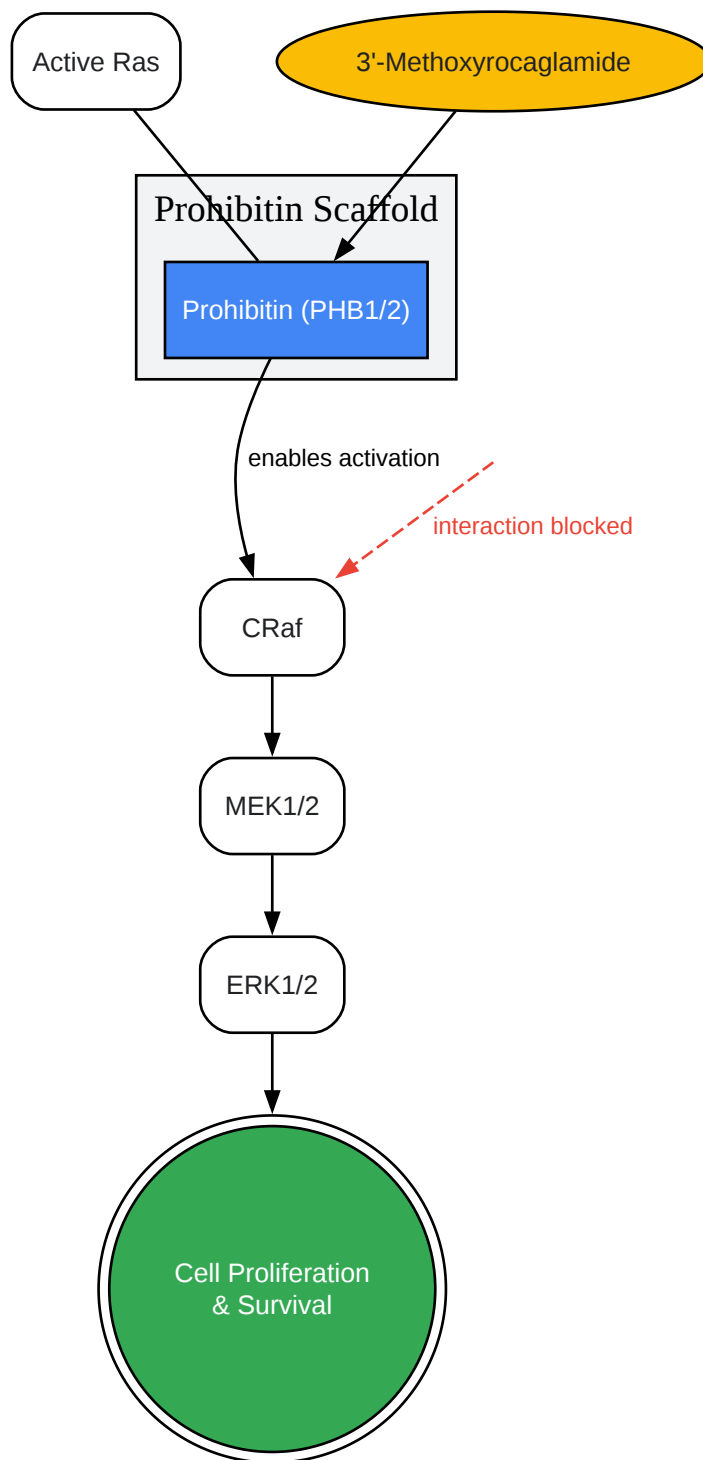 Active Ras
3'-Methoxyrocaglamide
Prohibitin Scaffold
Prohibitin (PHB1/2)
enables activation
interaction blocked
CRaf
MEK1/2
ERK1/2
Cell Proliferation
& Survival